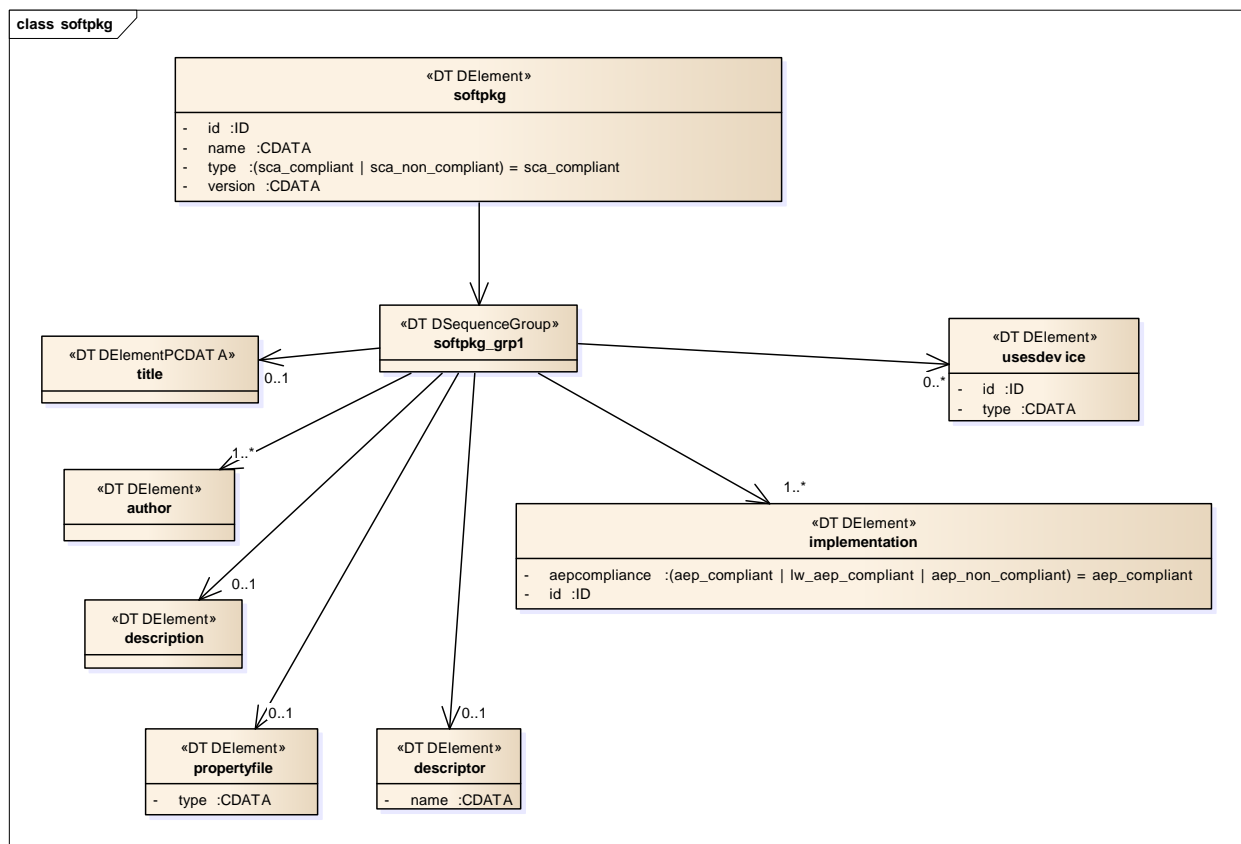 class softpkg
«DT DElement»
softpkg
- id :ID
- name :CDATA
- type :(sca_compliant | sca_non_compliant) = sca_compliant
- version :CDATA
«DT DSequenceGroup»
softpkg_grp1
«DT DElementPCDAT A»
title
0..1
«DT DElement»
usesdev ice
- id :ID
- type :CDATA
0..*
1..*
«DT DElement»
author
1..*
«DT DElement»
implementation
- aepcompliance :(aep_compliant | lw_aep_compliant | aep_non_compliant) = aep_compliant
- id :ID
0..1
«DT DElement»
description
0..1
«DT DElement»
propertyfile
- type :CDATA
0..1
«DT DElement»
descriptor
- name :CDATA